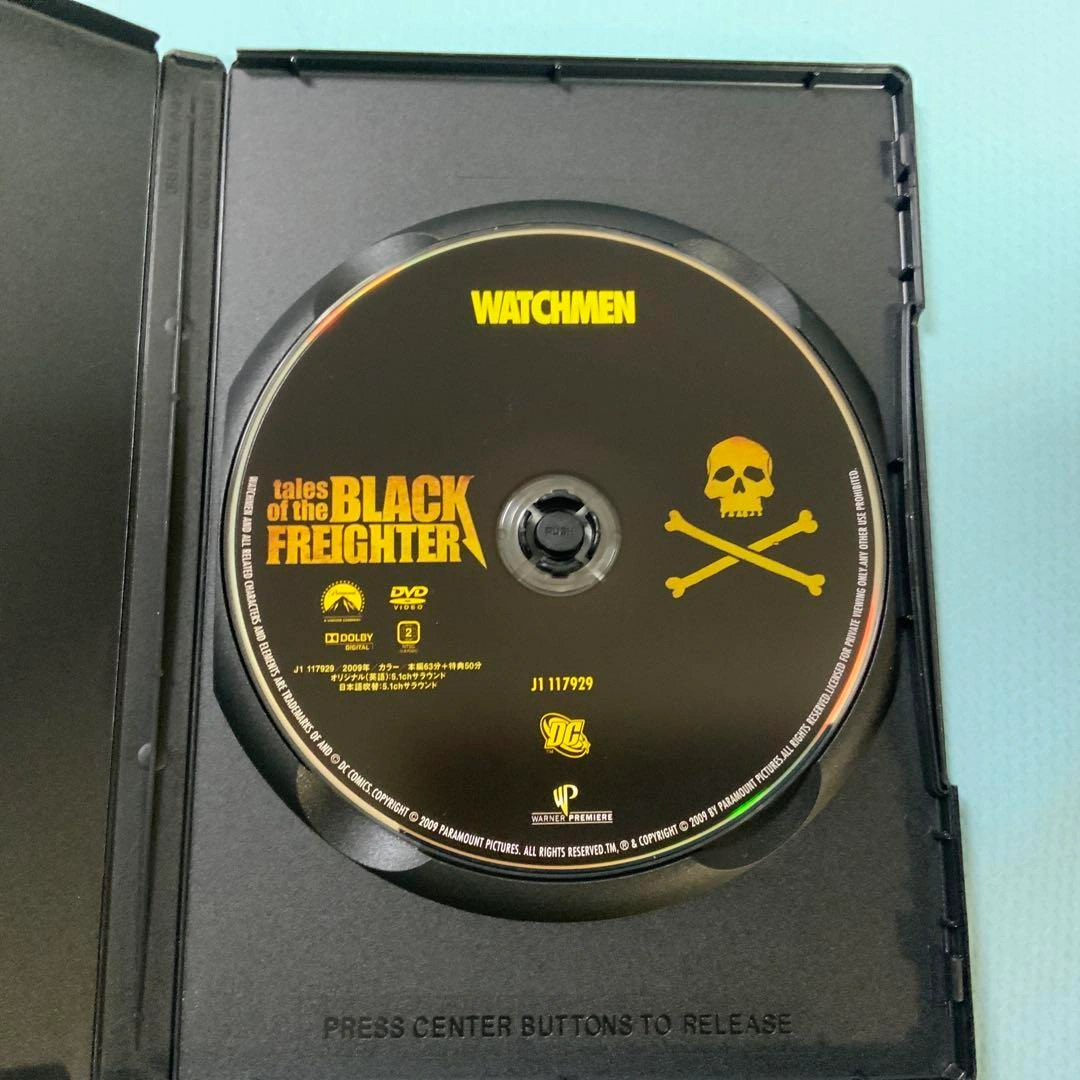 WATCHMEN
tales
of the BLACK
FREIGHTER
Paramount
DVD
VIDEO
DOLBY
DIGITAL
2
NTSC
J1 117929/2009年/カラー/本編63分+特典50分
オリジナル(英語):5.1chサラウンド
日本語吹替:5.1chサラウンド
PUSH
J1 117929
DC
TM
WP
WARNER PREMIERE
WATCHMEN AND ALL RELATED CHARACTERS AND ELEMENTS ARE TRADEMARKS OF AND © DC COMICS.COPYRIGHT © 2009 PARAMOUNT PICTURES. ALL RIGHTS RESERVED.TM, ® & COPYRIGHT © 2009 BY PARAMOUNT PICTURES.ALL RIGHTS RESERVED.LICENSED FOR PRIVATE VIEWING ONLY.ANY OTHER USE PROHIBITED.
PRESS CENTER BUTTONS TO RELEASE